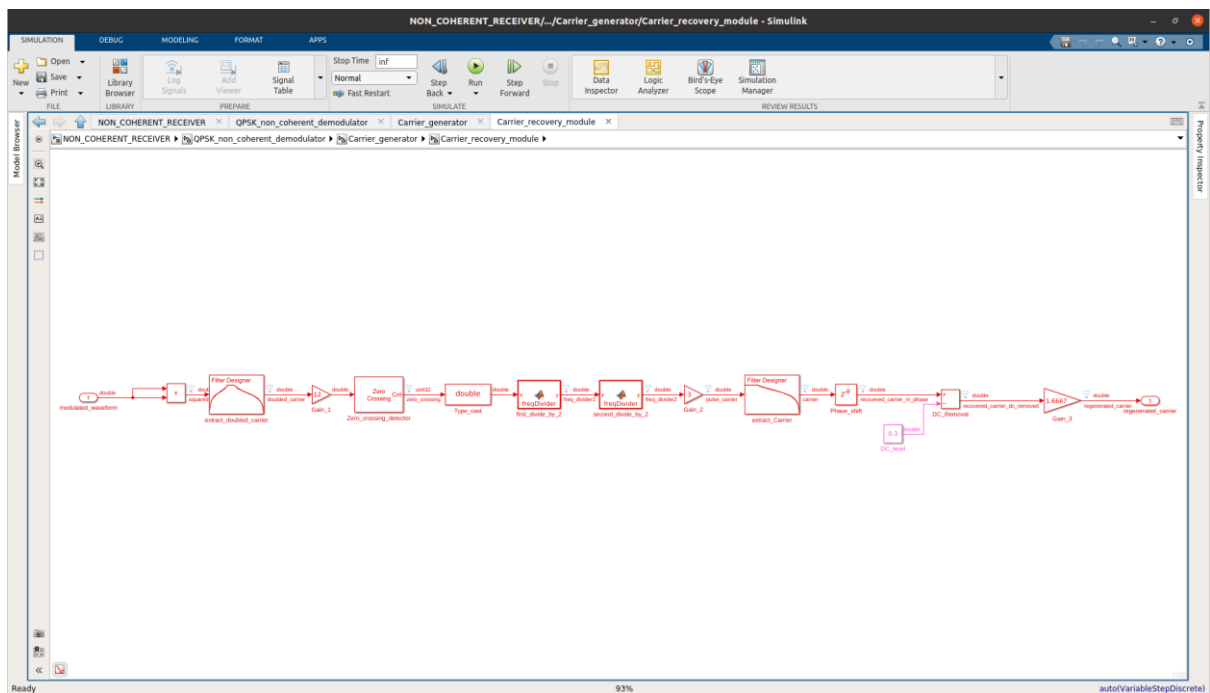 NON_COHERENT_RECEIVER/.../Carrier_generator/Carrier_recovery_module - Simulink
SIMULATION DEBUG MODELING FORMAT APPS
New
Open
Save
Print
FILE
Library Browser
LIBRARY
Log Signals
Add Viewer
Signal Table
PREPARE
Stop Time inf
Normal
Fast Restart
Step Back
Run
Step Forward
Stop
SIMULATE
Data Inspector
Logic Analyzer
Bird's-Eye Scope
Simulation Manager
REVIEW RESULTS
NON_COHERENT_RECEIVER QPSK_non_coherent_demodulator Carrier_generator Carrier_recovery_module
NON_COHERENT_RECEIVER QPSK_non_coherent_demodulator Carrier_generator Carrier_recovery_module
Model Browser
Property Inspector
1
double
modulated_waveform
x
squared
Filter Designer
extract_doubled_carrier
double
doubled_carrier
12
Gain_1
double
Zero Crossing Cnt
Zero_crossing_detector
uint32
zero_crossing
double
Type_cast
double
x y
freqDivider
first_divide_by_2
double
freq_divider1
x y
freqDivider
second_divide_by_2
double
freq_divider2
3
Gain_2
double
pulse_carrier
Filter Designer
extract_Carrier
double
carrier
Phase_shift
double
recovered_carrier_in_phase
0.3
double
DC_level
+
−
DC_Removal
double
recovered_carrier_dc_removed
1.6667
Gain_3
double
regenerated_carrier
1
regenerated_carrier
Ready
93%
auto(VariableStepDiscrete)